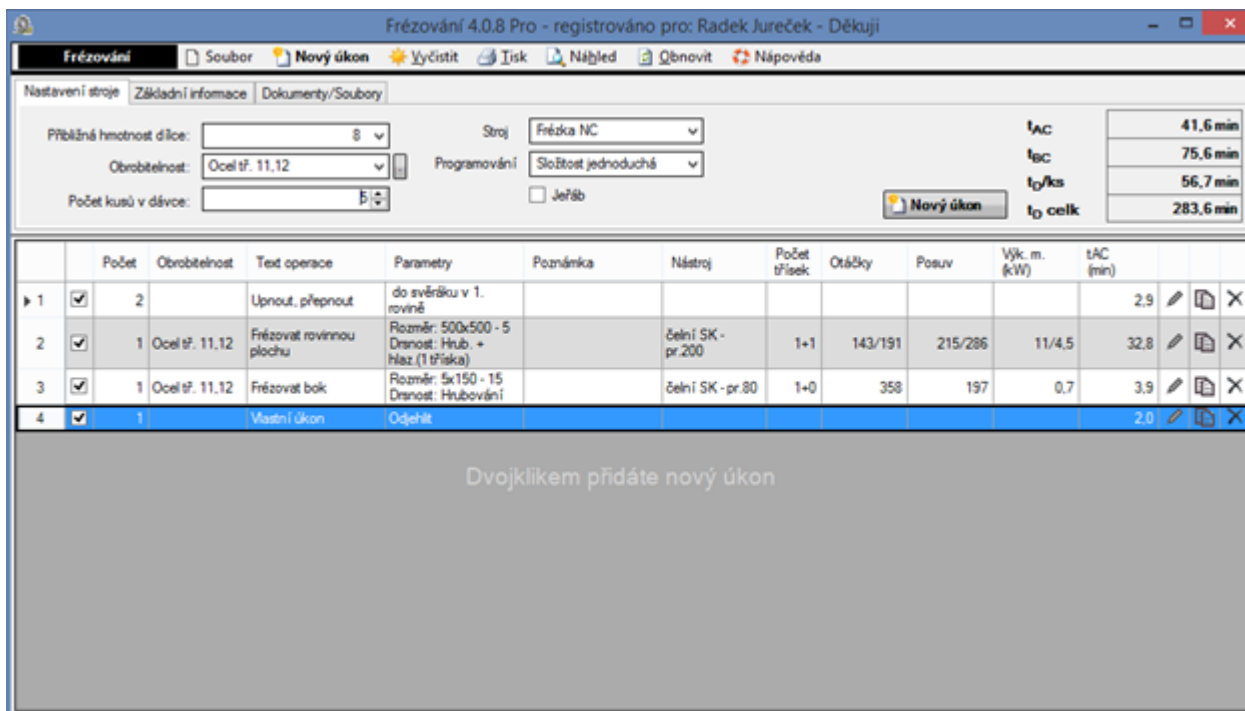 Frézování 4.0.8 Pro - registrováno pro: Radek Jureček - Děkuji
Frézování Soubor Nový úkon Vyčistit Tisk Náhled Obnovit Nápověda
Nastavení stroje Základní informace Dokumenty/Soubory
Přibližná hmotnost dílce: 8 Stroj Frézka NC tAC 41,6 min
Obrobitelnost: Ocel tř. 11,12 .. Programování Složitost jednoduchá tBC 75,6 min
Počet kusů v dávce: 5 Jeřáb Nový úkon tD/ks 56,7 min
tD celk 283,6 min
Počet Obrobitelnost Text operace Parametry Poznámka Nástroj Počet třísek Otáčky Posuv Výk. m. (kW) tAC (min)
1 2 Upnout, přepnout do svěráku v 1. rovině 2,9
2 1 Ocel tř. 11,12 Frézovat rovinnou plochu Rozměr: 500x500 - 5 Drsnost: Hrub. + hlaz.(1 tříska) čelní SK - pr.200 1+1 143/191 215/286 11/4,5 32,8
3 1 Ocel tř. 11,12 Frézovat bok Rozměr: 5x150 - 15 Drsnost: Hrubování čelní SK - pr.80 1+0 358 197 0,7 3,9
4 1 Vlastní úkon Odjehlit 2,0
Dvojklikem přidáte nový úkon